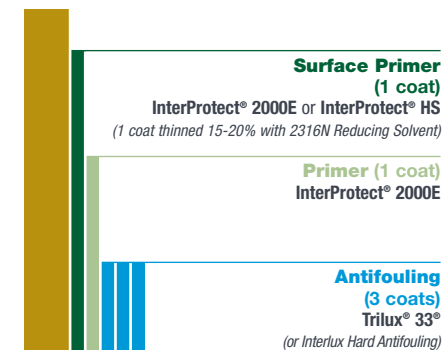 Surface Primer
(1 coat)
InterProtect® 2000E or InterProtect® HS
(1 coat thinned 15-20% with 2316N Reducing Solvent)
Primer (1 coat)
InterProtect® 2000E
Antifouling
(3 coats)
Trilux® 33®
(or Interlux Hard Antifouling)